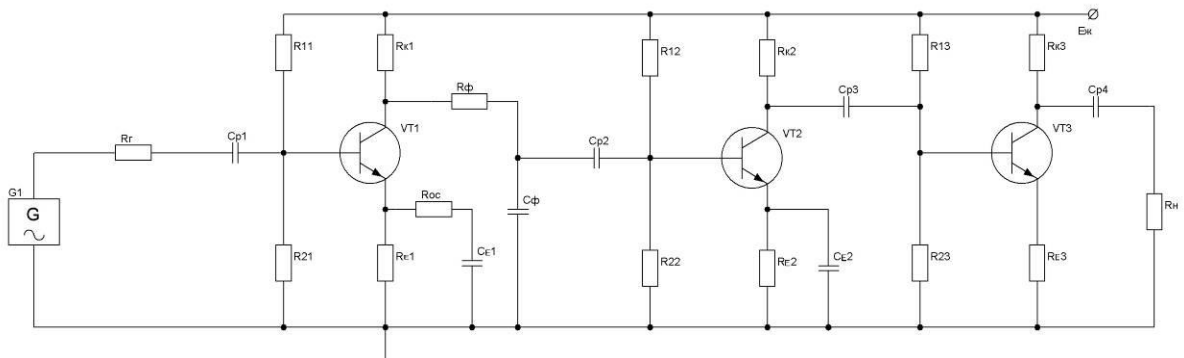 R11
Rк1
R12
Rк2
R13
Rк3
Eж
Rф
Cр3
Cр4
Rг
Cр1
VT1
Cр2
VT2
VT3
G1
G
Rос
Cф
Rн
R21
RЕ1
CЕ1
R22
RЕ2
CЕ2
R23
RЕ3